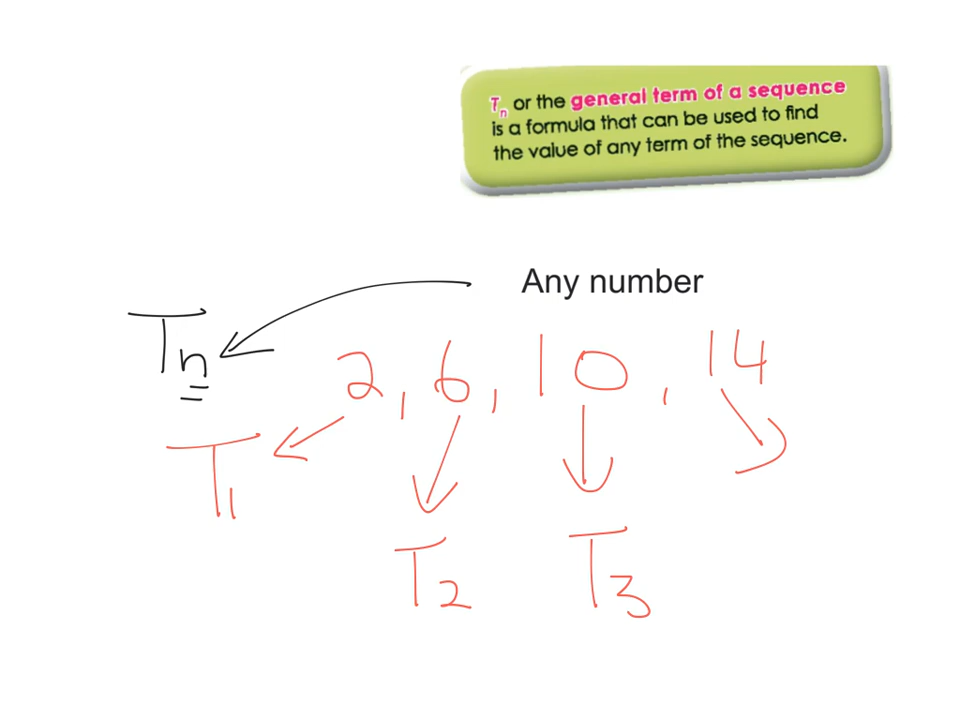 Tn or the general term of a sequence
is a formula that can be used to find
the value of any term of the sequence.
Any number
Tn
2, 6, 10, 14
T1
T2 T3